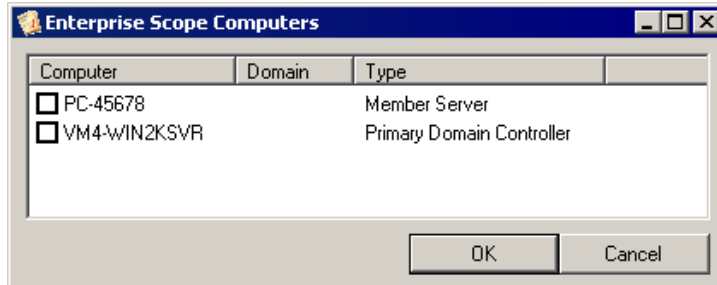 Enterprise Scope Computers
Computer Domain Type
PC-45678 Member Server
VM4-WIN2KSVR Primary Domain Controller
OK Cancel